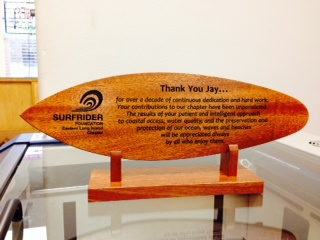 SURFRIDER
FOUNDATION
Eastern Long Island
Chapter
Thank You Jay...
for over a decade of continuous dedication and hard work.
Your contributions to our chapter have been unparalleled.
The results of your patient and intelligent approach
to coastal access, water quality, and the preservation and
protection of our ocean, waves and beaches
will be appreciated always
by all who enjoy them.